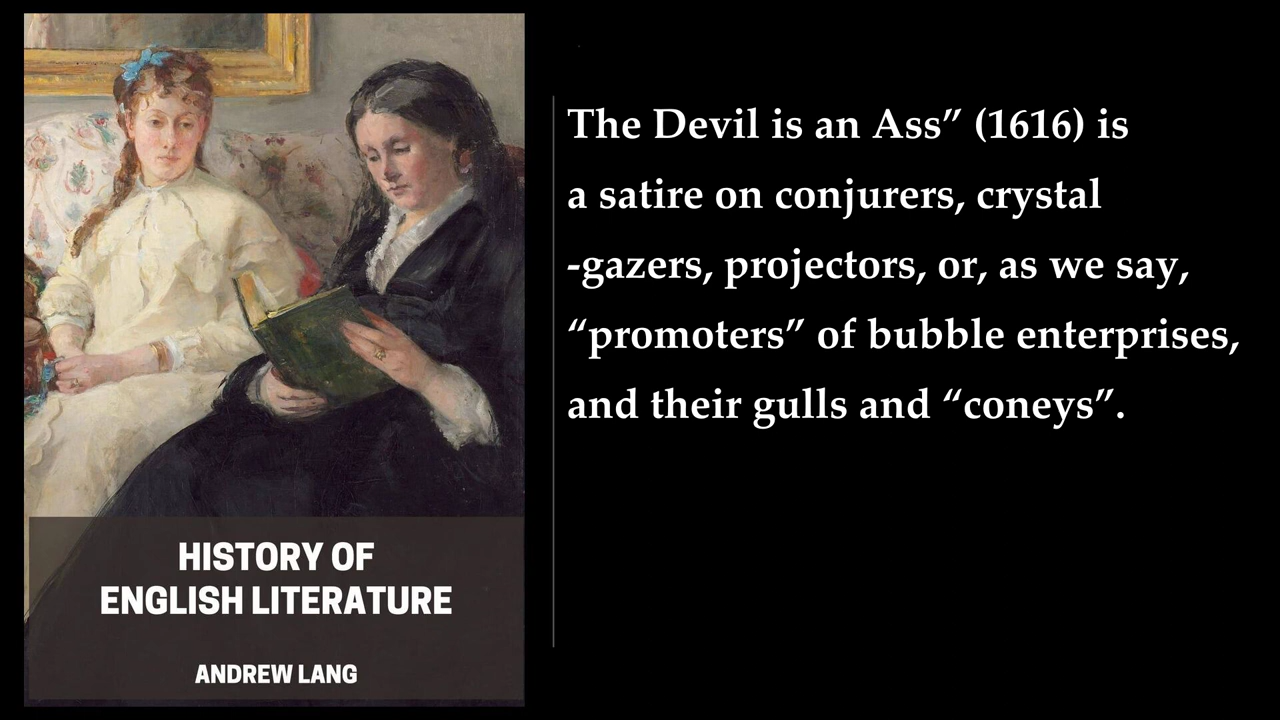 The Devil is an Ass” (1616) is
a satire on conjurers, crystal
-gazers, projectors, or, as we say,
“promoters” of bubble enterprises,
and their gulls and “coneys”.
HISTORY OF
ENGLISH LITERATURE
ANDREW LANG